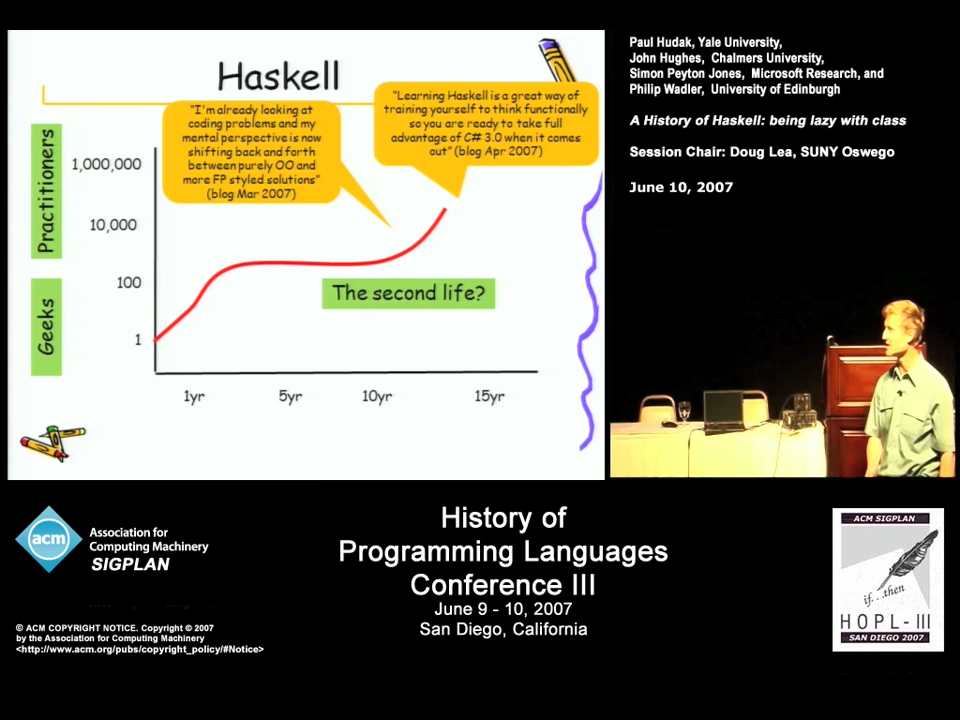 Haskell
"I'm already looking at
coding problems and my
mental perspective is now
shifting back and forth
between purely OO and
more FP styled solutions"
(blog Mar 2007)
"Learning Haskell is a great way of
training yourself to think functionally
so you are ready to take full
advantage of C# 3.0 when it comes
out" (blog Apr 2007)
Practitioners
Geeks
1,000,000
10,000
100
1
The second life?
1yr
5yr
10yr
15yr
Paul Hudak, Yale University,
John Hughes, Chalmers University,
Simon Peyton Jones, Microsoft Research, and
Philip Wadler, University of Edinburgh
A History of Haskell: being lazy with class
Session Chair: Doug Lea, SUNY Oswego
June 10, 2007
acm
Association for
Computing Machinery
SIGPLAN
© ACM COPYRIGHT NOTICE. Copyright © 2007
by the Association for Computing Machinery
<http://www.acm.org/pubs/copyright_policy/#Notice>
History of
Programming Languages
Conference III
June 9 - 10, 2007
San Diego, California
ACM SIGPLAN
if. . .then
HOPL-III
SAN DIEGO 2007